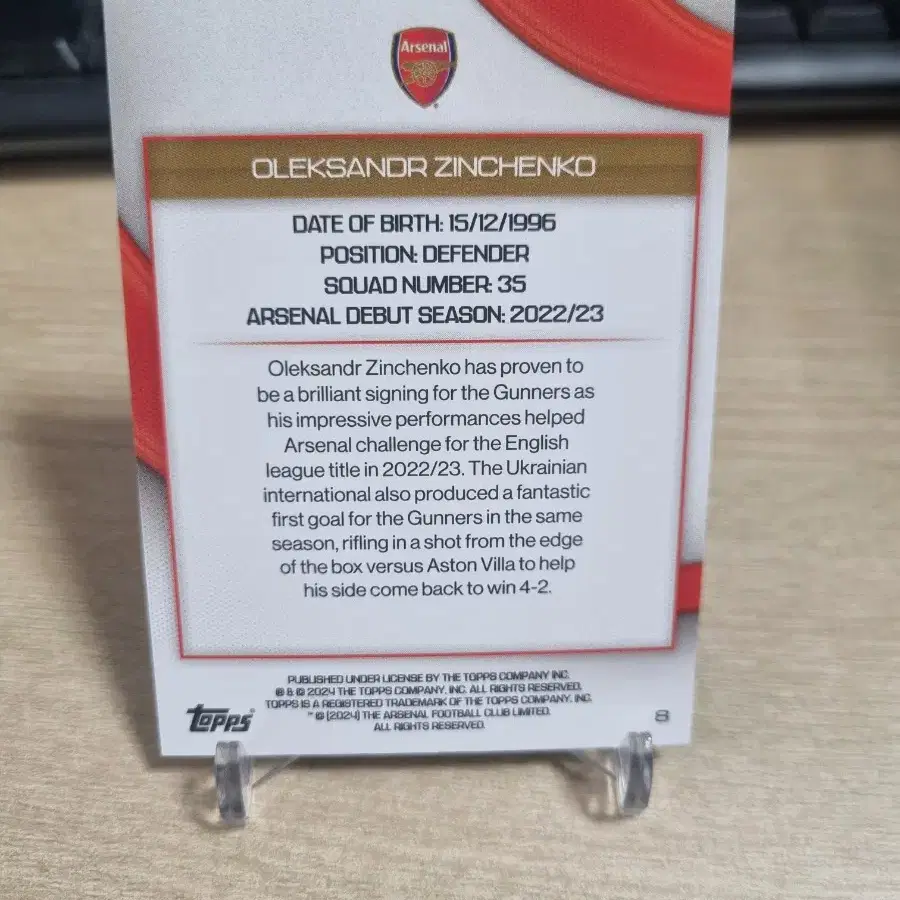 Arsenal
OLEKSANDR ZINCHENKO
DATE OF BIRTH: 15/12/1996
POSITION: DEFENDER
SQUAD NUMBER: 35
ARSENAL DEBUT SEASON: 2022/23
Oleksandr Zinchenko has proven to
be a brilliant signing for the Gunners as
his impressive performances helped
Arsenal challenge for the English
league title in 2022/23. The Ukrainian
international also produced a fantastic
first goal for the Gunners in the same
season, rifling in a shot from the edge
of the box versus Aston Villa to help
his side come back to win 4-2.
PUBLISHED UNDER LICENSE BY THE TOPPS COMPANY INC.
® & © 2024 THE TOPPS COMPANY, INC. ALL RIGHTS RESERVED.
TOPPS IS A REGISTERED TRADEMARK OF THE TOPPS COMPANY, INC.
™ © (2024) THE ARSENAL FOOTBALL CLUB LIMITED.
ALL RIGHTS RESERVED.
Topps
8